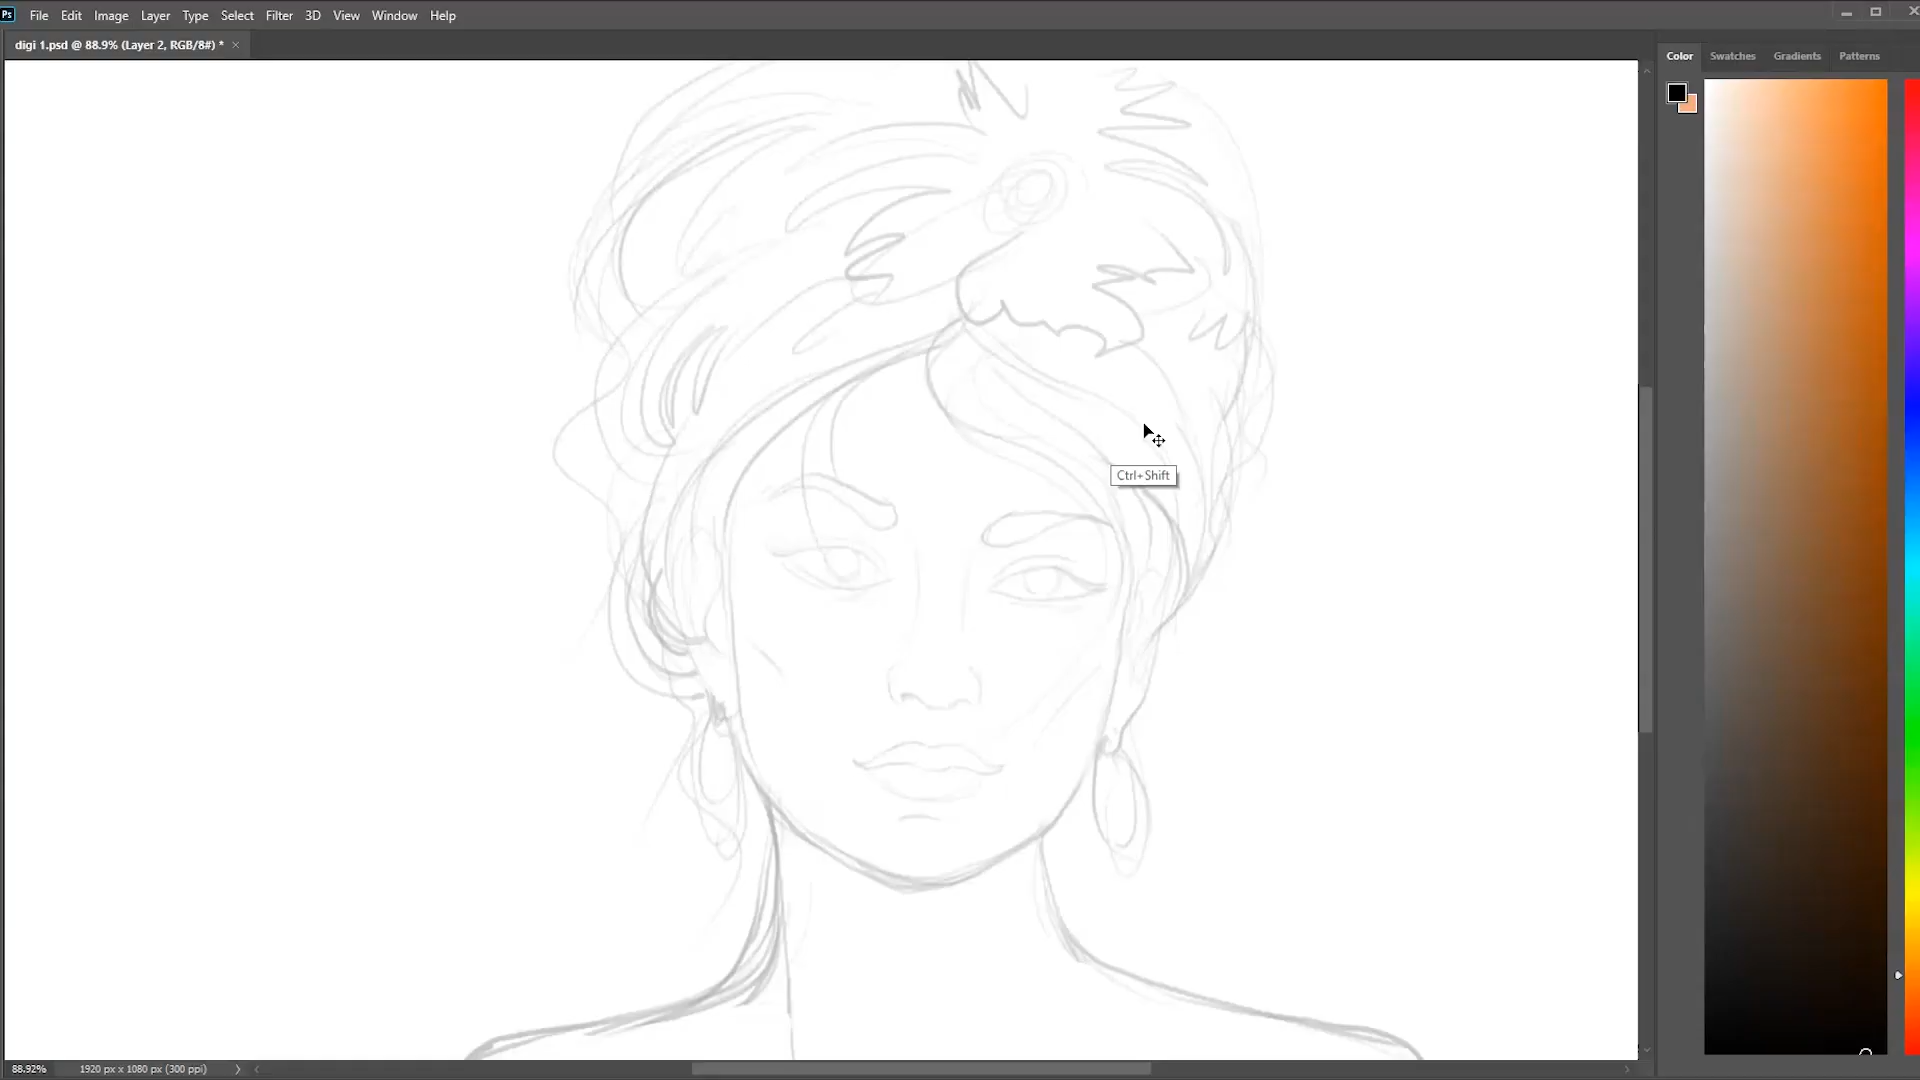 Ps File Edit Image Layer Type Select Filter 3D View Window Help
digi 1.psd @ 88.9% (Layer 2, RGB/8#) *
Color Swatches Gradients Patterns
Ctrl+Shift
88.92% 1920 px x 1080 px (300 ppi)